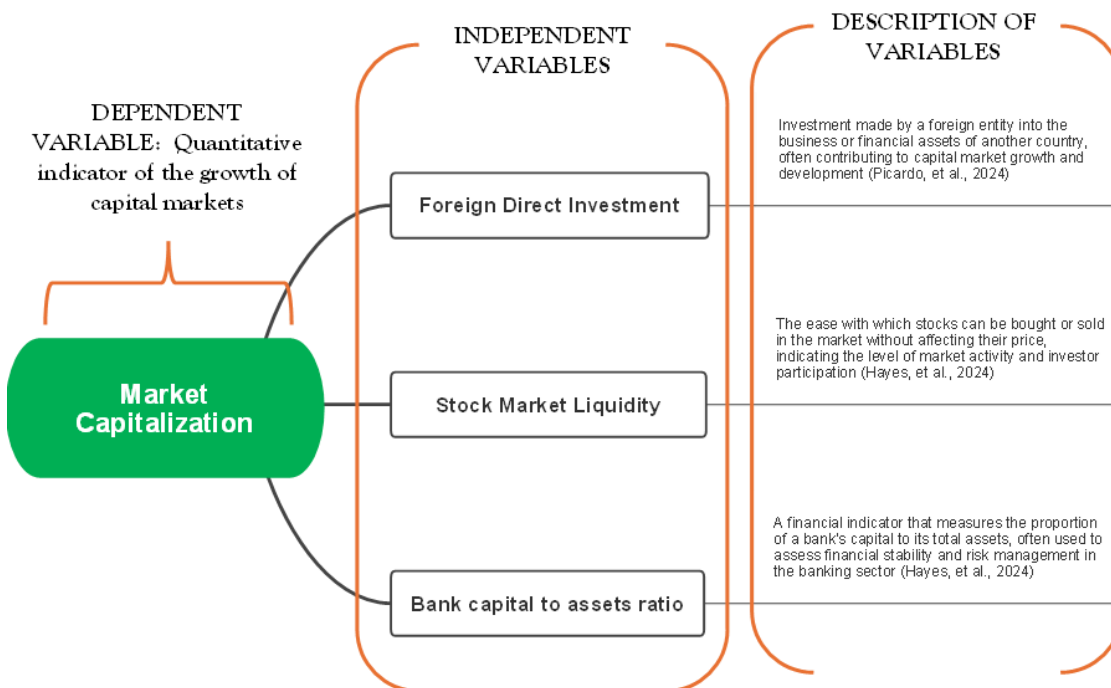 DEPENDENT
VARIABLE: Quantitative
indicator of the growth of
capital markets
Market
Capitalization
INDEPENDENT
VARIABLES
Foreign Direct Investment
Stock Market Liquidity
Bank capital to assets ratio
DESCRIPTION OF
VARIABLES
Investment made by a foreign entity into the
business or financial assets of another country,
often contributing to capital market growth and
development (Picardo, et al., 2024)
The ease with which stocks can be bought or sold
in the market without affecting their price,
indicating the level of market activity and investor
participation (Hayes, et al., 2024)
A financial indicator that measures the proportion
of a bank's capital to its total assets, often used to
assess financial stability and risk management in
the banking sector (Hayes, et al., 2024)